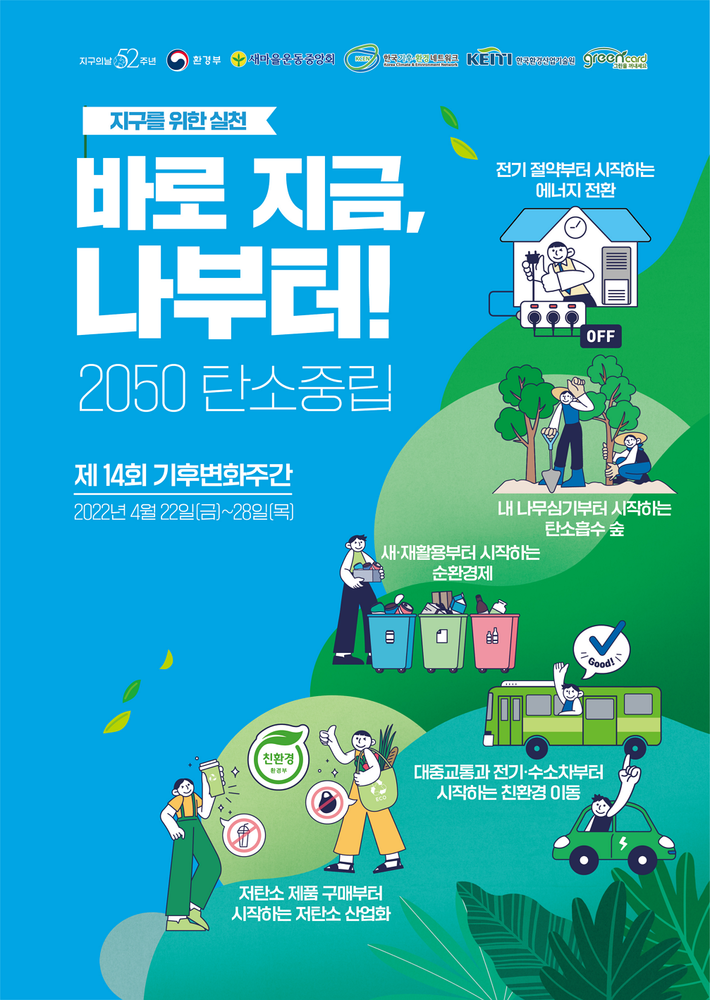 지구의날 52주년
환경부
새마을운동중앙회
KCEN
한국기후·환경네트워크
Korea Climate & Environment Network
KEITI 한국환경산업기술원
greencard
그린을 꺼내세요
지구를 위한 실천
바로 지금,
나부터!
2050 탄소중립
제 14회 기후변화주간
2022년 4월 22일(금)~28일(목)
전기 절약부터 시작하는
에너지 전환
OFF
내 나무심기부터 시작하는
탄소흡수 숲
새·재활용부터 시작하는
순환경제
Good!
대중교통과 전기·수소차부터
시작하는 친환경 이동
친환경
환경부
ECO
저탄소 제품 구매부터
시작하는 저탄소 산업화